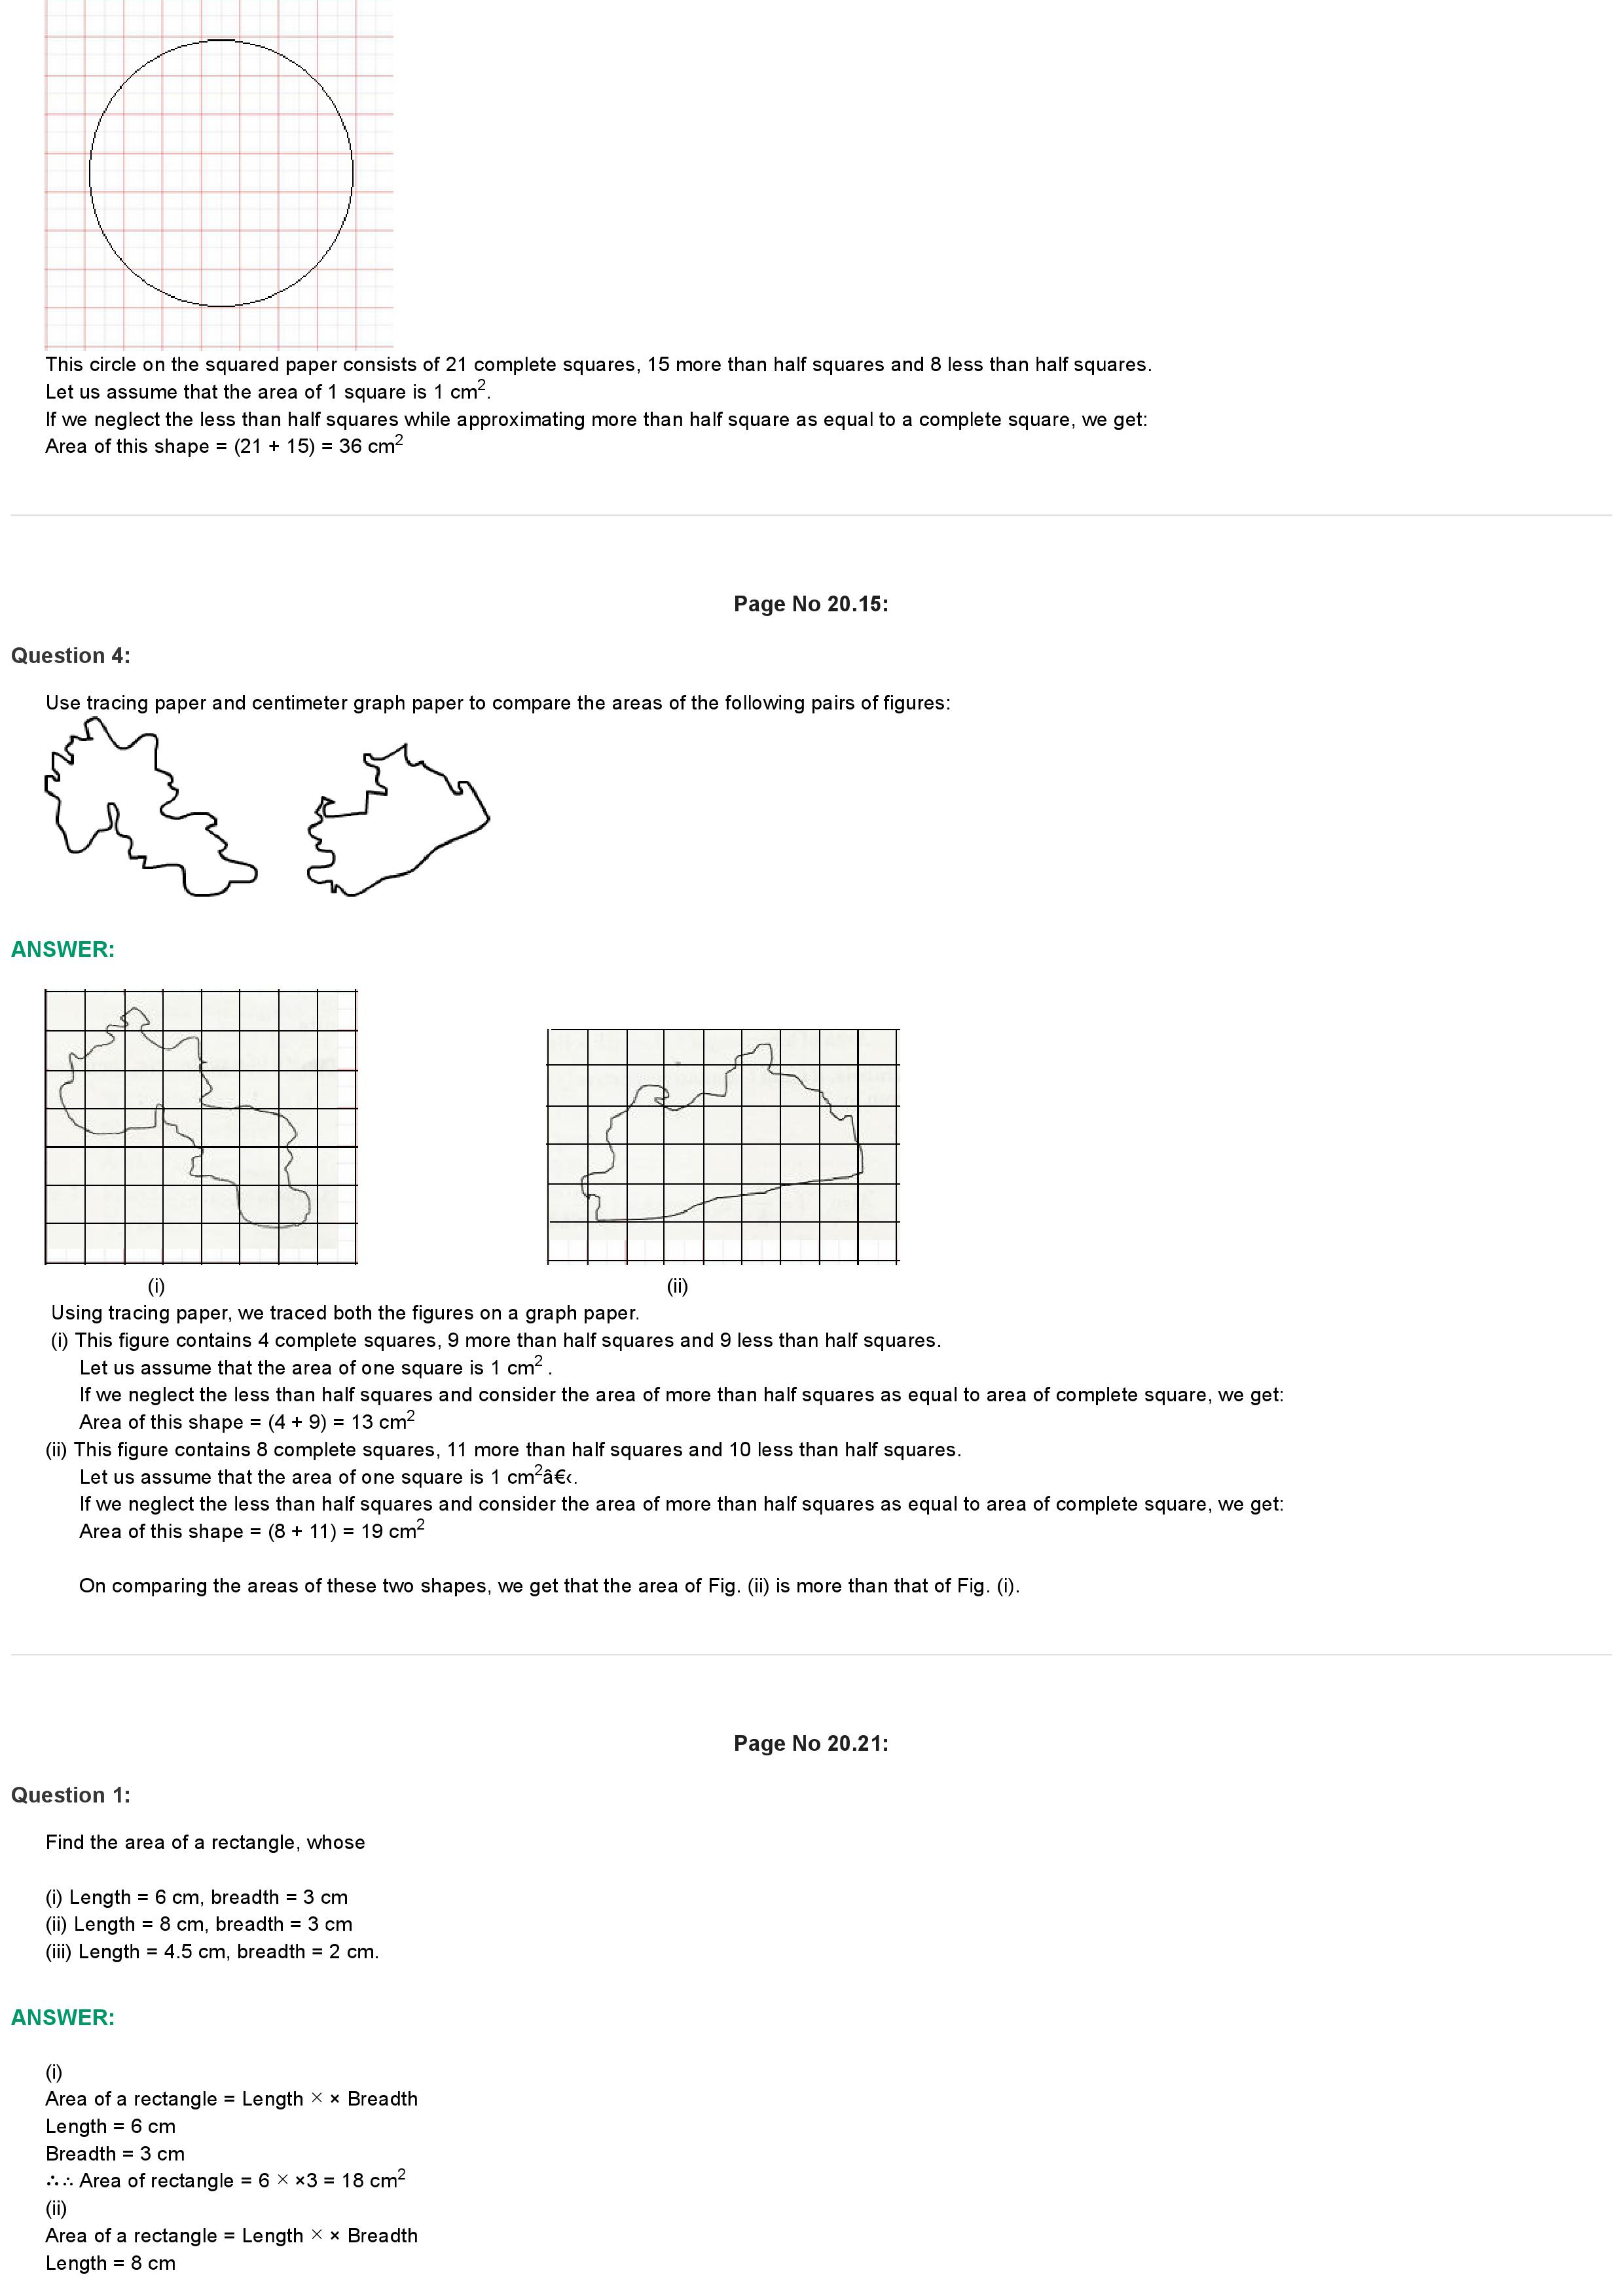 This circle on the squared paper consists of 21 complete squares, 15 more than half squares and 8 less than half squares.
Let us assume that the area of 1 square is 1 cm².
If we neglect the less than half squares while approximating more than half square as equal to a complete square, we get:
Area of this shape = (21 + 15) = 36 cm²
Page No 20.15:
Question 4:
Use tracing paper and centimeter graph paper to compare the areas of the following pairs of figures:
ANSWER:
(i) (ii)
Using tracing paper, we traced both the figures on a graph paper.
(i) This figure contains 4 complete squares, 9 more than half squares and 9 less than half squares.
Let us assume that the area of one square is 1 cm² .
If we neglect the less than half squares and consider the area of more than half squares as equal to area of complete square, we get:
Area of this shape = (4 + 9) = 13 cm²
(ii) This figure contains 8 complete squares, 11 more than half squares and 10 less than half squares.
Let us assume that the area of one square is 1 cm²â€‹.
If we neglect the less than half squares and consider the area of more than half squares as equal to area of complete square, we get:
Area of this shape = (8 + 11) = 19 cm²
On comparing the areas of these two shapes, we get that the area of Fig. (ii) is more than that of Fig. (i).
Page No 20.21:
Question 1:
Find the area of a rectangle, whose
(i) Length = 6 cm, breadth = 3 cm
(ii) Length = 8 cm, breadth = 3 cm
(iii) Length = 4.5 cm, breadth = 2 cm.
ANSWER:
(i)
Area of a rectangle = Length × × Breadth
Length = 6 cm
Breadth = 3 cm
∴∴ Area of rectangle = 6 × ×3 = 18 cm²
(ii)
Area of a rectangle = Length × × Breadth
Length = 8 cm